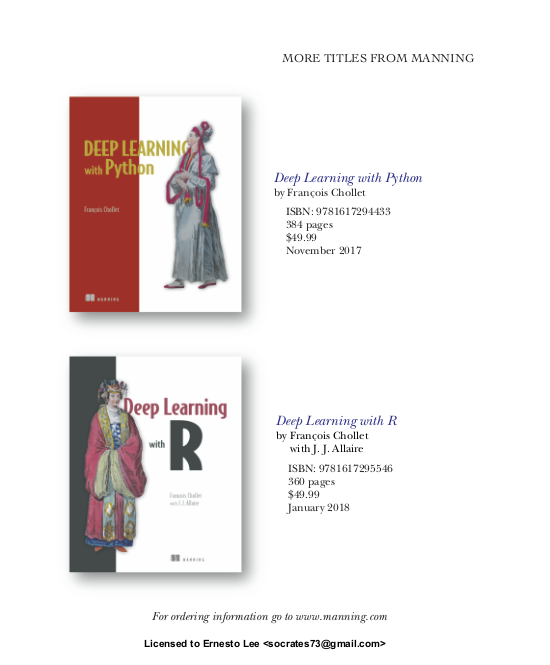 MORE TITLES FROM MANNING
DEEP LEARNING
with Python
François Chollet
MANNING
Deep Learning with Python
by François Chollet
ISBN: 9781617294433
384 pages
$49.99
November 2017
Deep Learning
with R
François Chollet
with J. J. Allaire
MANNING
Deep Learning with R
by François Chollet
with J. J. Allaire
ISBN: 9781617295546
360 pages
$49.99
January 2018
For ordering information go to www.manning.com
Licensed to Ernesto Lee <socrates73@gmail.com>